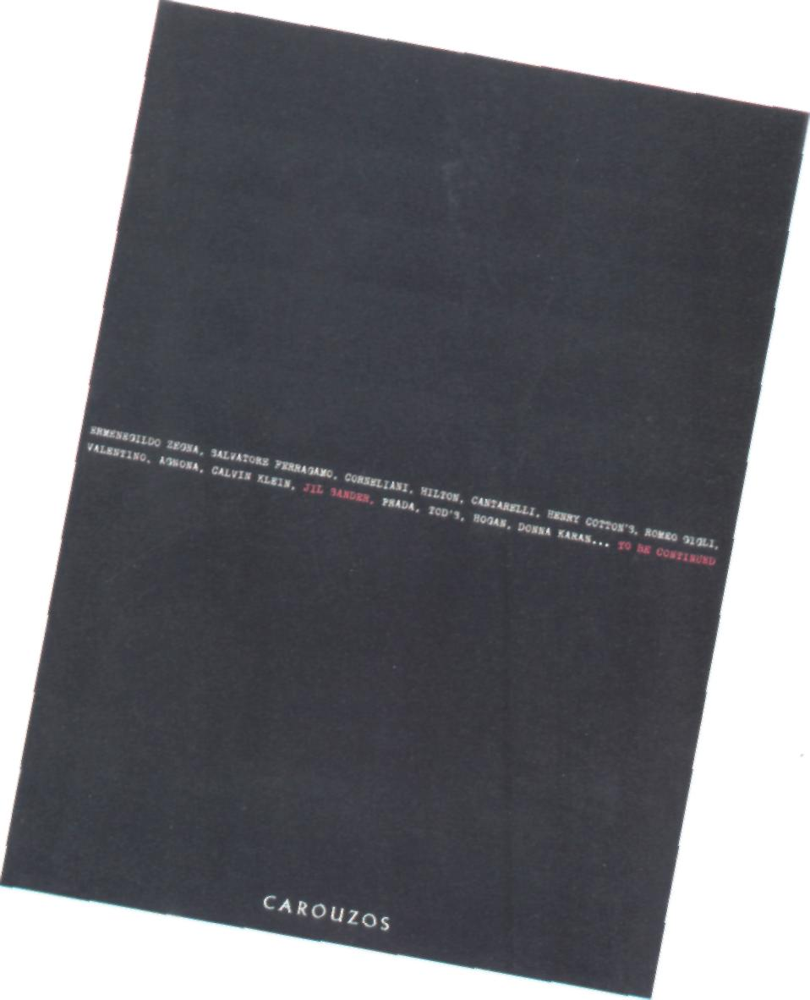 ERMENEGILDO ZEGNA, SALVATORE FERRAGAMO, CORNELIANI, HILTON, CANTARELLI, HENRY COTTON'S, ROMEO GIGLI,
VALENTINO, AGNONA, CALVIN KLEIN, JIL SANDER, PRADA, TOD'S, HOGAN, DONNA KARAN... TO BE CONTINUED
CAROUZOS